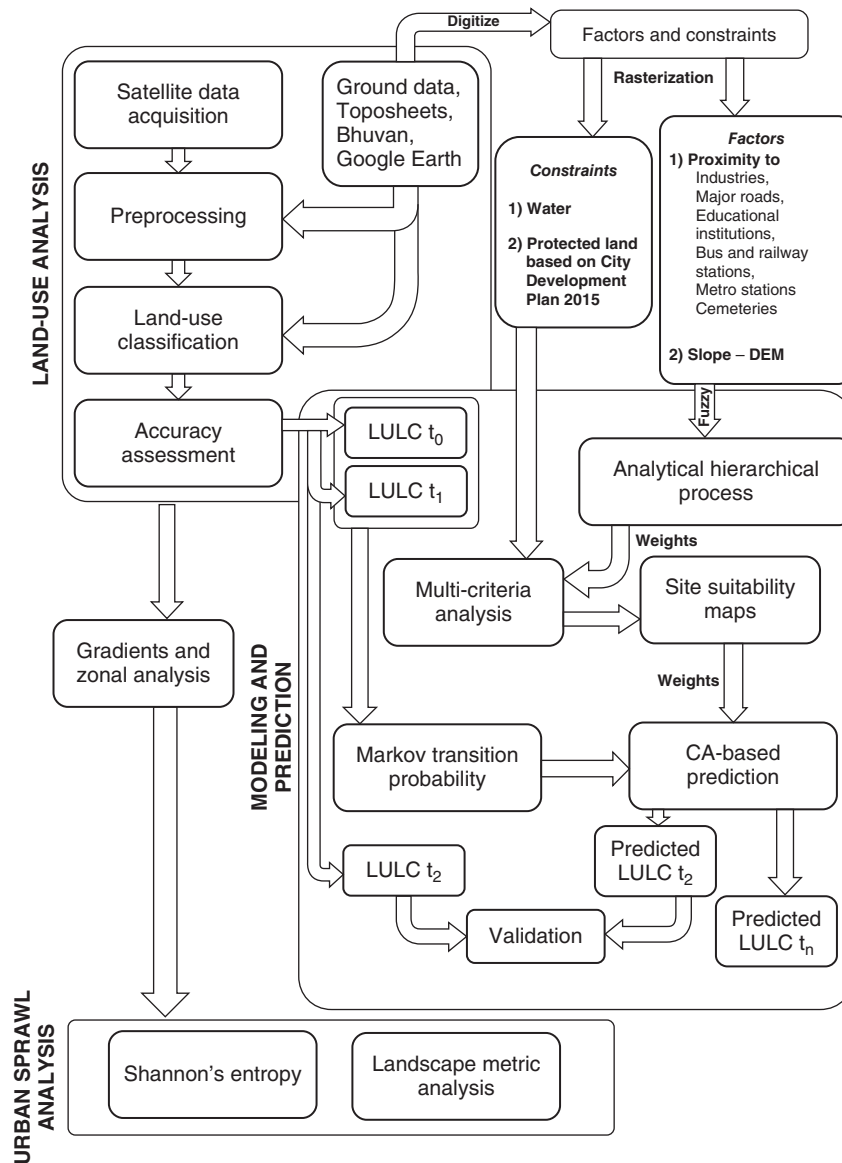 Digitize
Factors and constraints
Rasterization
Satellite data
acquisition
Ground data,
Toposheets,
Bhuvan,
Google Earth
Preprocessing
Land-use
classification
Accuracy
assessment
LAND-USE ANALYSIS
Constraints
1) Water
2) Protected land
based on City
Development
Plan 2015
Factors
1) Proximity to
Industries,
Major roads,
Educational
institutions,
Bus and railway
stations,
Metro stations
Cemeteries
2) Slope – DEM
Fuzzy
LULC t0
LULC t1
Analytical hierarchical
process
Weights
Multi-criteria
analysis
Site suitability
maps
Weights
Gradients and
zonal analysis
MODELING AND
PREDICTION
Markov transition
probability
CA-based
prediction
LULC t2
Predicted
LULC t2
Validation
Predicted
LULC tn
URBAN SPRAWL
ANALYSIS
Shannon's entropy
Landscape metric
analysis